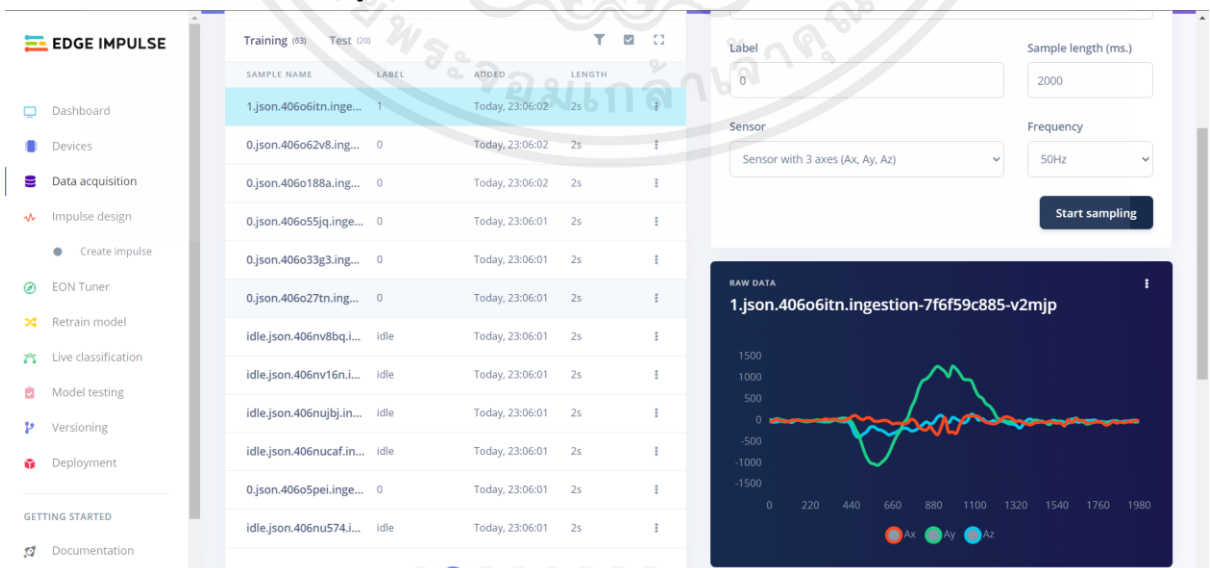 EDGE IMPULSE
Dashboard
Devices
Data acquisition
Impulse design
Create impulse
EON Tuner
Retrain model
Live classification
Model testing
Versioning
Deployment
GETTING STARTED
Documentation
Training (63) Test (20)
SAMPLE NAME LABEL ADDED LENGTH
1.json.406o6itn.inge... 1 Today, 23:06:02 2s
0.json.406o62v8.ing... 0 Today, 23:06:02 2s
0.json.406o188a.ing... 0 Today, 23:06:02 2s
0.json.406o55jq.inge... 0 Today, 23:06:01 2s
0.json.406o33g3.ing... 0 Today, 23:06:01 2s
0.json.406o27tn.ing... 0 Today, 23:06:01 2s
idle.json.406nv8bq.i... idle Today, 23:06:01 2s
idle.json.406nv16n.i... idle Today, 23:06:01 2s
idle.json.406nujbj.in... idle Today, 23:06:01 2s
idle.json.406nucaf.in... idle Today, 23:06:01 2s
0.json.406o5pei.inge... 0 Today, 23:06:01 2s
idle.json.406nu574.i... idle Today, 23:06:01 2s
Label Sample length (ms.)
0 2000
Sensor Frequency
Sensor with 3 axes (Ax, Ay, Az) 50Hz
Start sampling
RAW DATA
1.json.406o6itn.ingestion-7f6f59c885-v2mjp
1500
1000
500
0
-500
-1000
-1500
0 220 440 660 880 1100 1320 1540 1760 1980
Ax Ay Az